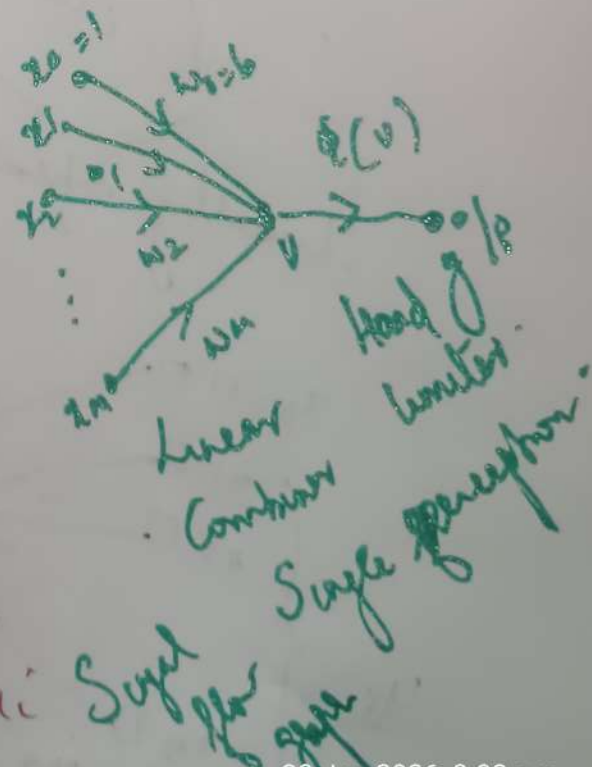 x0 = 1
w0 = b
x1
w1
x2
w2
φ(v)
v
o/p
y
⋮
wm
xm
Hard
limiter
Linear
Combiner
Single perceptron
Signal
flow
graph